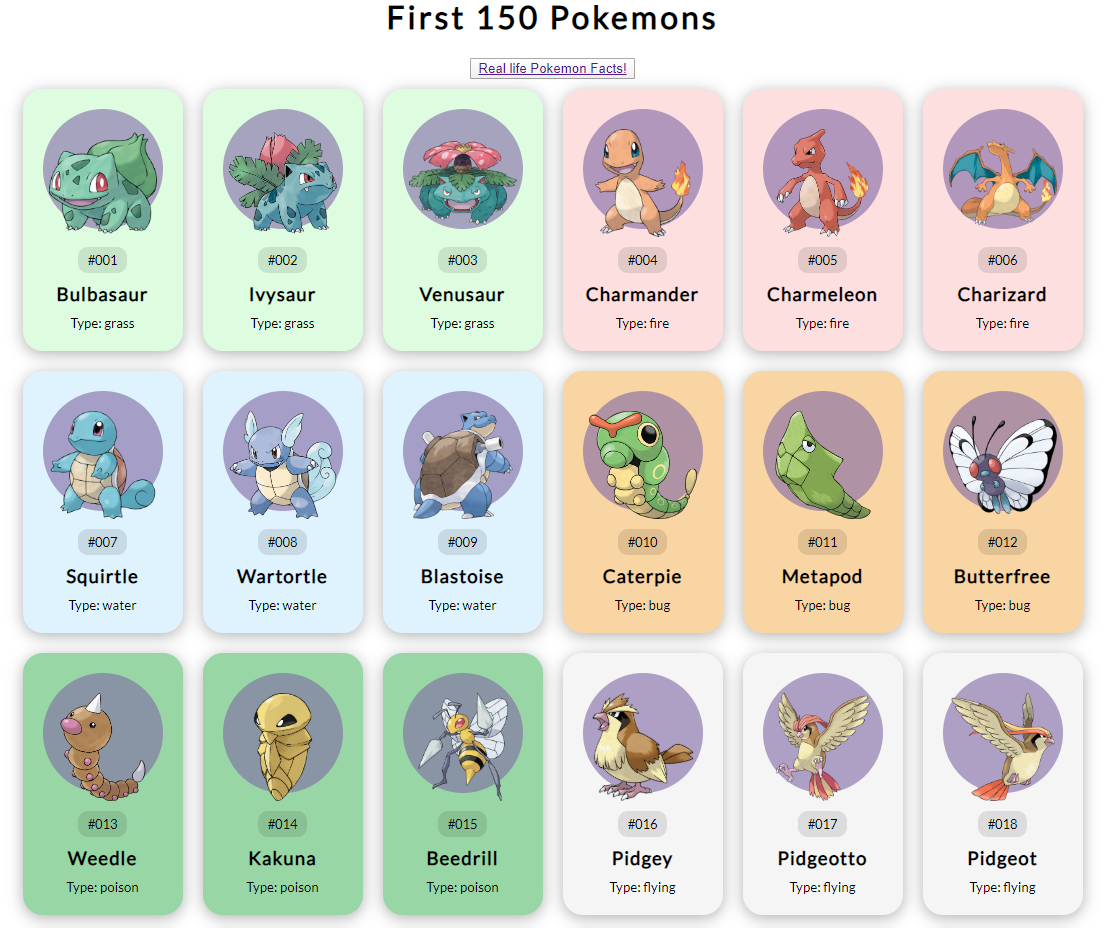 First 150 Pokemons
Real life Pokemon Facts!
#001 #002 #003 #004 #005 #006
Bulbasaur Ivysaur Venusaur Charmander Charmeleon Charizard
Type: grass Type: grass Type: grass Type: fire Type: fire Type: fire
#007 #008 #009 #010 #011 #012
Squirtle Wartortle Blastoise Caterpie Metapod Butterfree
Type: water Type: water Type: water Type: bug Type: bug Type: bug
#013 #014 #015 #016 #017 #018
Weedle Kakuna Beedrill Pidgey Pidgeotto Pidgeot
Type: poison Type: poison Type: poison Type: flying Type: flying Type: flying